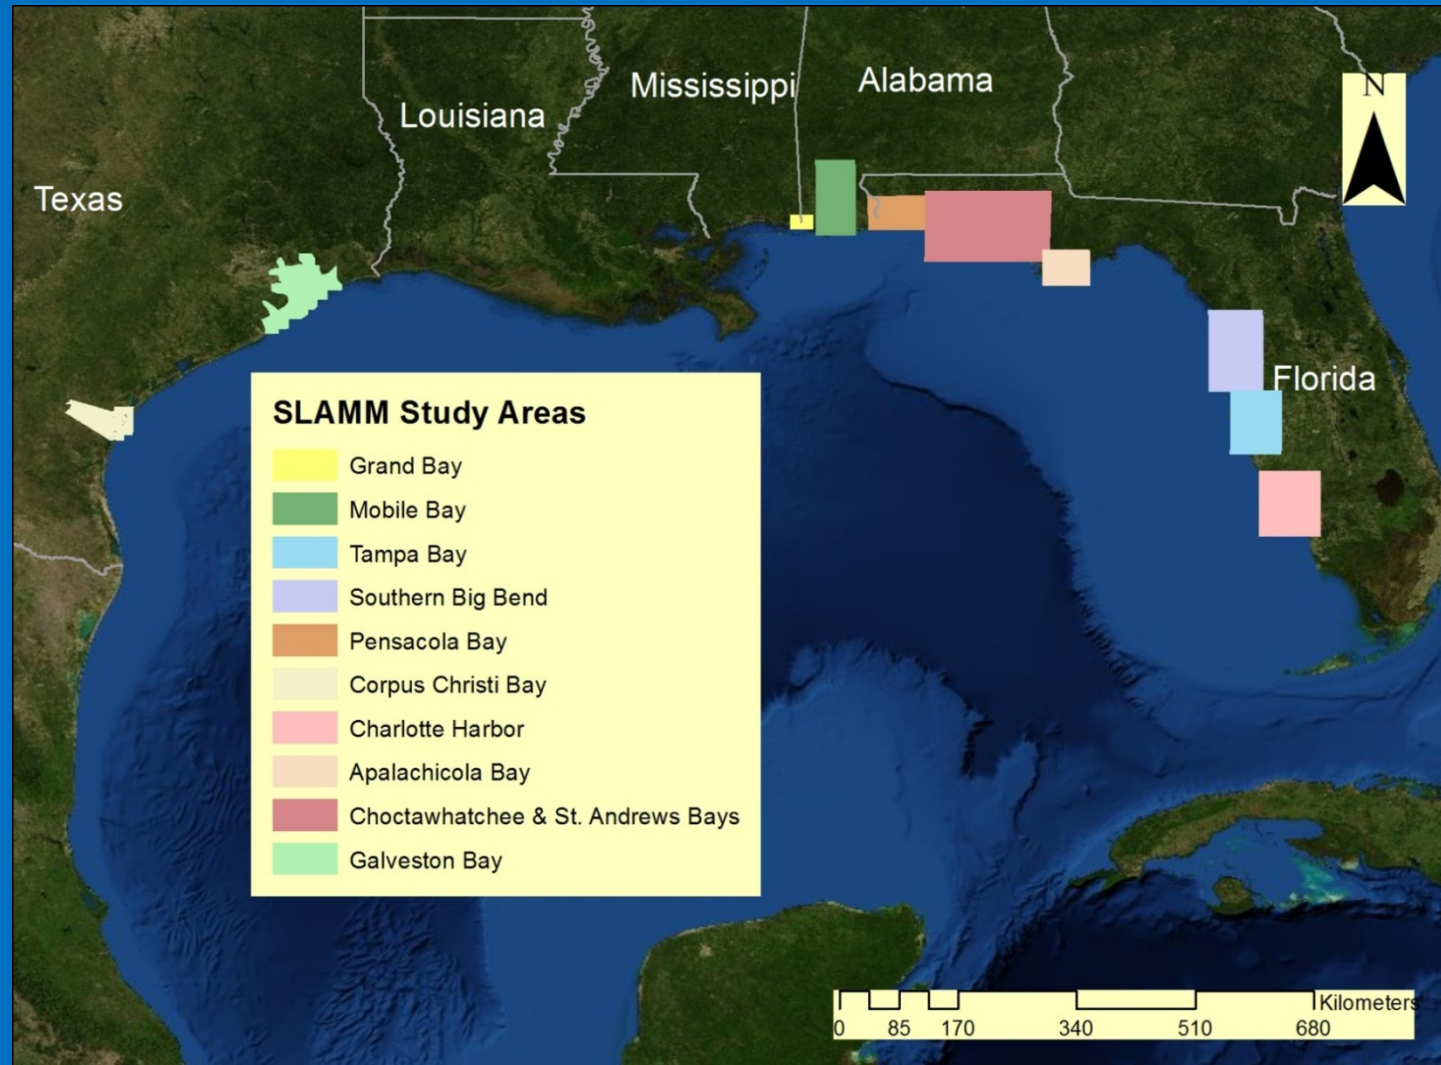 Mississippi
Alabama
N
Louisiana
Texas
Florida
SLAMM Study Areas
Grand Bay
Mobile Bay
Tampa Bay
Southern Big Bend
Pensacola Bay
Corpus Christi Bay
Charlotte Harbor
Apalachicola Bay
Choctawhatchee & St. Andrews Bays
Galveston Bay
Kilometers
0 85 170 340 510 680